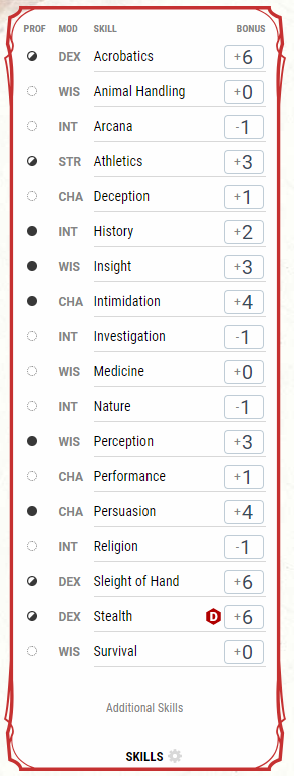 PROF MOD SKILL BONUS
DEX Acrobatics +6
WIS Animal Handling +0
INT Arcana -1
STR Athletics +3
CHA Deception +1
INT History +2
WIS Insight +3
CHA Intimidation +4
INT Investigation -1
WIS Medicine +0
INT Nature -1
WIS Perception +3
CHA Performance +1
CHA Persuasion +4
INT Religion -1
DEX Sleight of Hand +6
DEX Stealth D +6
WIS Survival +0
Additional Skills
SKILLS